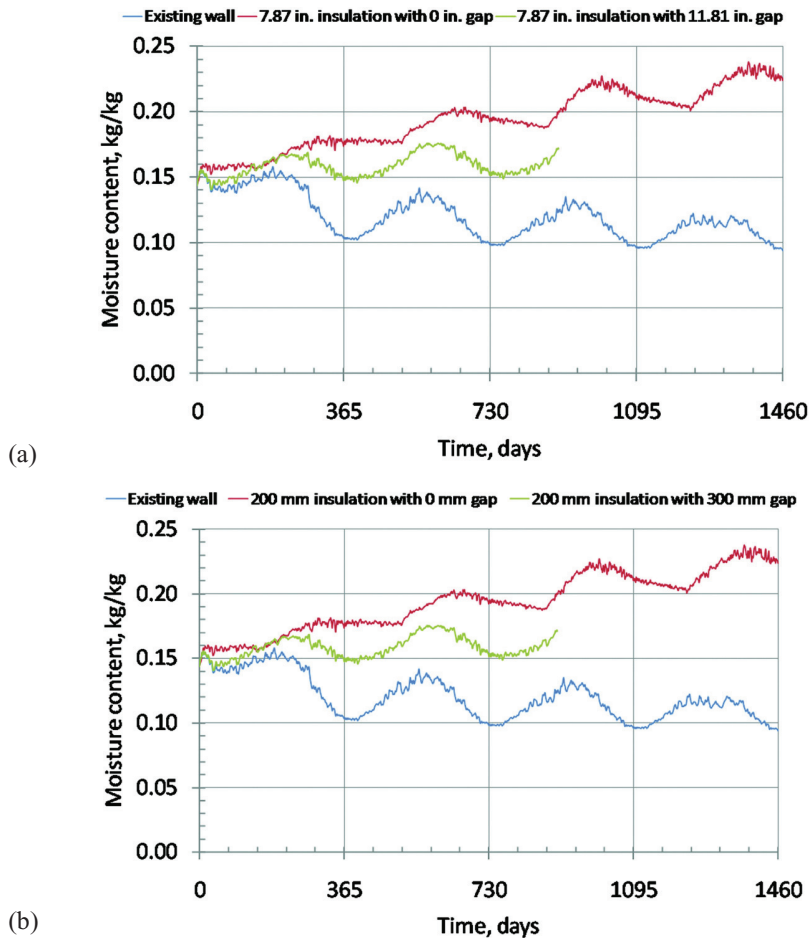 Existing wall 7.87 in. insulation with 0 in. gap 7.87 in. insulation with 11.81 in. gap
0.25
0.20
0.15
0.10
0.05
0.00
Moisture content, kg/kg
0 365 730 1095 1460
Time, days
(a)
Existing wall 200 mm insulation with 0 mm gap 200 mm insulation with 300 mm gap
0.25
0.20
0.15
0.10
0.05
0.00
Moisture content, kg/kg
0 365 730 1095 1460
Time, days
(b)